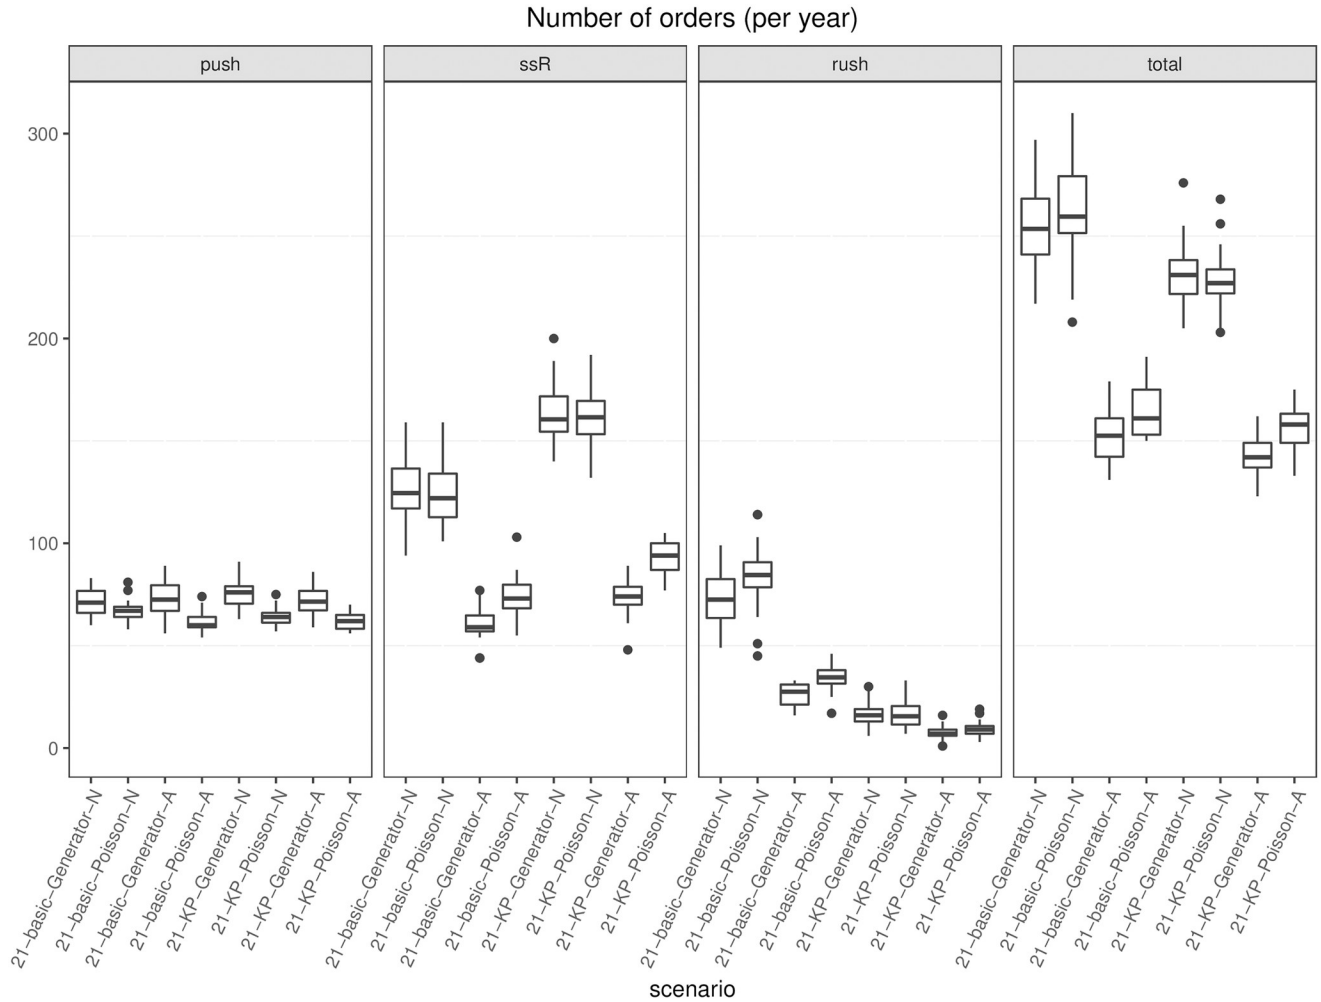 Number of orders (per year)
push
ssR
rush
total
300
200
100
0
21−basic−Generator−N
21−basic−Poisson−N
21−basic−Generator−A
21−basic−Poisson−A
21−KP−Generator−N
21−KP−Poisson−N
21−KP−Generator−A
21−KP−Poisson−A
21−basic−Generator−N
21−basic−Poisson−N
21−basic−Generator−A
21−basic−Poisson−A
21−KP−Generator−N
21−KP−Poisson−N
21−KP−Generator−A
21−KP−Poisson−A
21−basic−Generator−N
21−basic−Poisson−N
21−basic−Generator−A
21−basic−Poisson−A
21−KP−Generator−N
21−KP−Poisson−N
21−KP−Generator−A
21−KP−Poisson−A
21−basic−Generator−N
21−basic−Poisson−N
21−basic−Generator−A
21−basic−Poisson−A
21−KP−Generator−N
21−KP−Poisson−N
21−KP−Generator−A
21−KP−Poisson−A
scenario